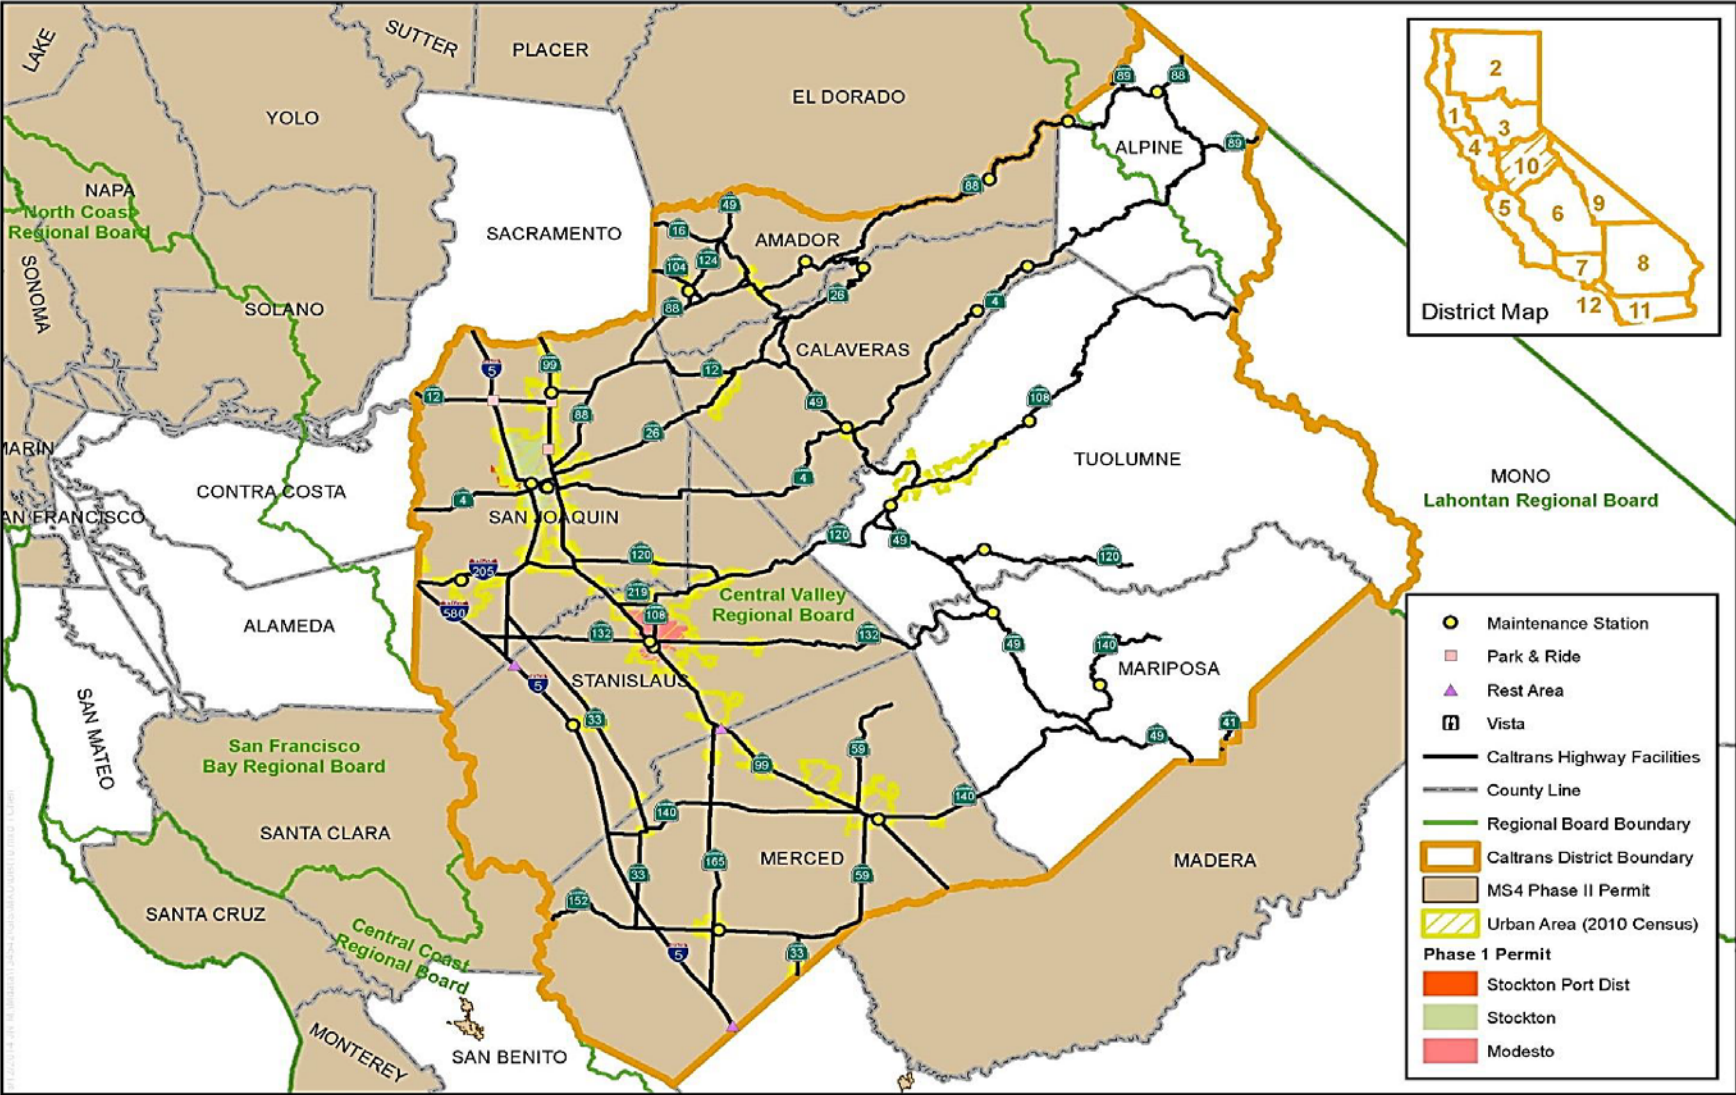 LAKE
SUTTER
PLACER
YOLO
EL DORADO
NAPA
North Coast
Regional Board
SONOMA
SACRAMENTO
SOLANO
AMADOR
ALPINE
CALAVERAS
MARIN
CONTRA COSTA
SAN FRANCISCO
SAN JOAQUIN
TUOLUMNE
MONO
Lahontan Regional Board
ALAMEDA
Central Valley
Regional Board
SAN MATEO
STANISLAUS
MARIPOSA
San Francisco
Bay Regional Board
SANTA CLARA
MERCED
MADERA
SANTA CRUZ
Central Coast
Regional Board
MONTEREY
SAN BENITO
89
88
89
88
49
16
104
124
88
26
4
5
99
12
12
88
49
108
26
4
4
120
49
120
120
205
219
580
108
132
132
49
140
5
33
49
41
59
99
140
140
165
33
59
152
5
33
2
1
3
4
10
5
6
9
7
8
12
11
District Map
Maintenance Station
Park & Ride
Rest Area
Vista
Caltrans Highway Facilities
County Line
Regional Board Boundary
Caltrans District Boundary
MS4 Phase II Permit
Urban Area (2010 Census)
Phase 1 Permit
Stockton Port Dist
Stockton
Modesto